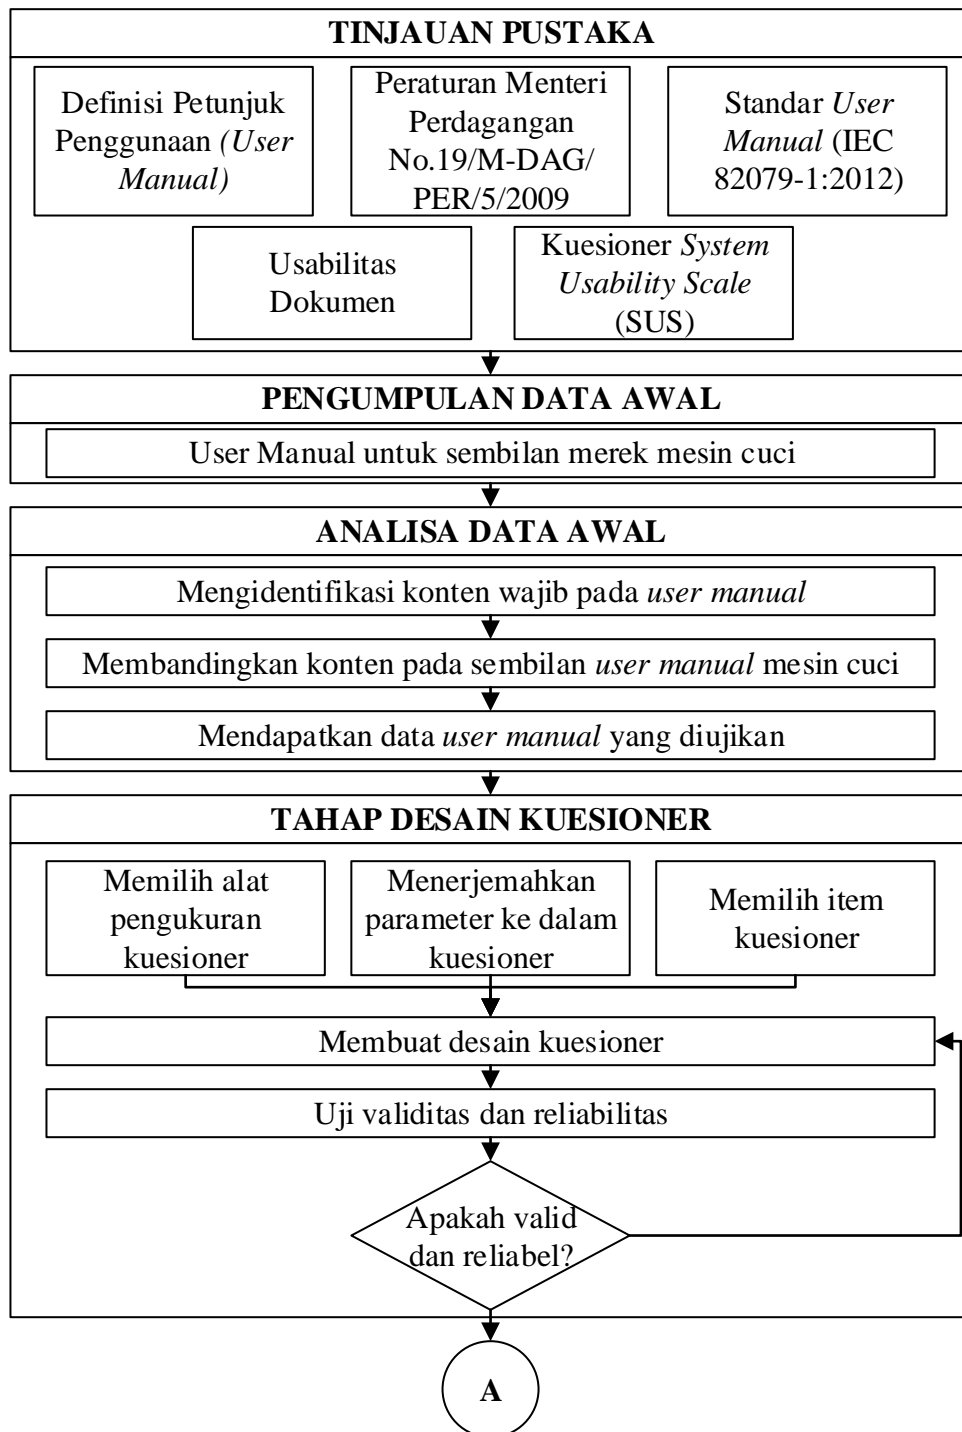 TINJAUAN PUSTAKA
Definisi Petunjuk
Penggunaan (User
Manual)
Peraturan Menteri
Perdagangan
No.19/M-DAG/
PER/5/2009
Standar User
Manual (IEC
82079-1:2012)
Usabilitas
Dokumen
Kuesioner System
Usability Scale
(SUS)
PENGUMPULAN DATA AWAL
User Manual untuk sembilan merek mesin cuci
ANALISA DATA AWAL
Mengidentifikasi konten wajib pada user manual
Membandingkan konten pada sembilan user manual mesin cuci
Mendapatkan data user manual yang diujikan
TAHAP DESAIN KUESIONER
Memilih alat
pengukuran
kuesioner
Menerjemahkan
parameter ke dalam
kuesioner
Memilih item
kuesioner
Membuat desain kuesioner
Uji validitas dan reliabilitas
Apakah valid
dan reliabel?
A